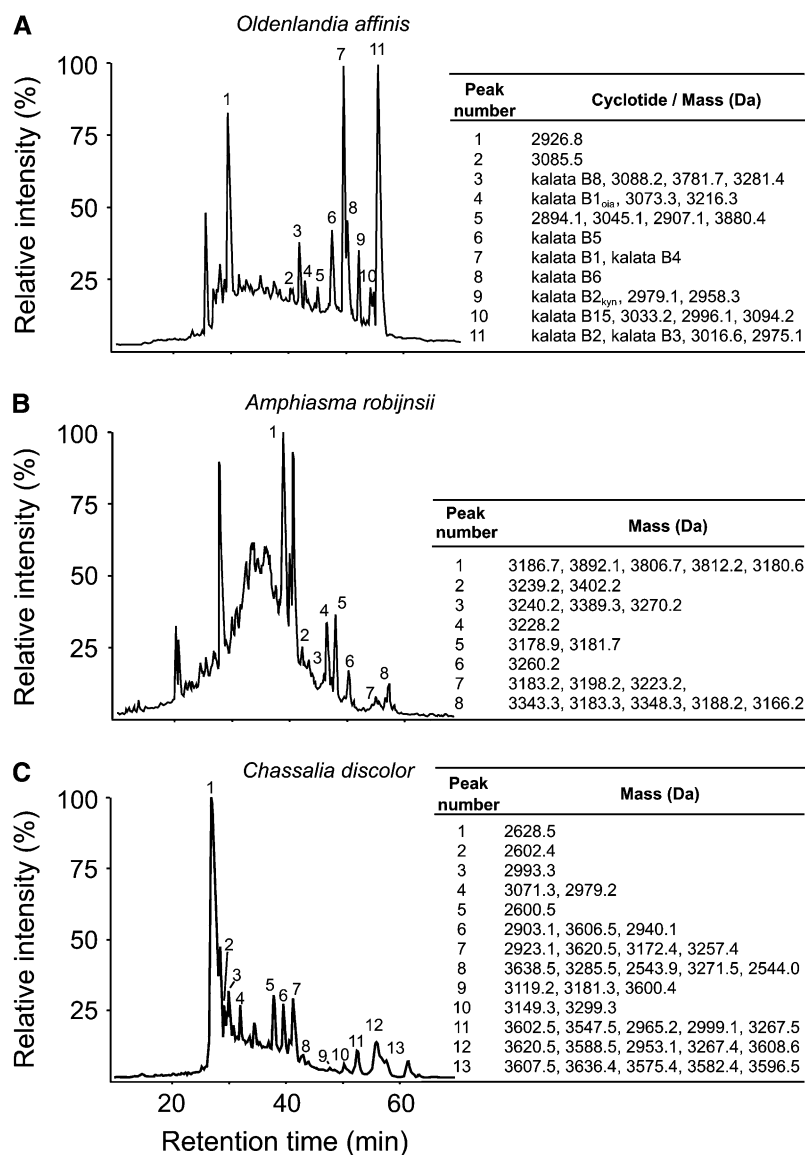 A
Oldenlandia affinis
Relative intensity (%)
100
75
50
25
1
2
3
4
5
6
7
8
9
10
11
Peak number Cyclotide / Mass (Da)
1 2926.8
2 3085.5
3 kalata B8, 3088.2, 3781.7, 3281.4
4 kalata B1oia, 3073.3, 3216.3
5 2894.1, 3045.1, 2907.1, 3880.4
6 kalata B5
7 kalata B1, kalata B4
8 kalata B6
9 kalata B2kyn, 2979.1, 2958.3
10 kalata B15, 3033.2, 2996.1, 3094.2
11 kalata B2, kalata B3, 3016.6, 2975.1
B
Amphiasma robijnsii
Relative intensity (%)
100
75
50
25
1
2
3
4
5
6
7
8
Peak number Mass (Da)
1 3186.7, 3892.1, 3806.7, 3812.2, 3180.6
2 3239.2, 3402.2
3 3240.2, 3389.3, 3270.2
4 3228.2
5 3178.9, 3181.7
6 3260.2
7 3183.2, 3198.2, 3223.2,
8 3343.3, 3183.3, 3348.3, 3188.2, 3166.2
C
Chassalia discolor
Relative intensity (%)
100
75
50
25
1
2
3
4
5
6
7
8
9
10
11
12
13
20 40 60
Retention time (min)
Peak number Mass (Da)
1 2628.5
2 2602.4
3 2993.3
4 3071.3, 2979.2
5 2600.5
6 2903.1, 3606.5, 2940.1
7 2923.1, 3620.5, 3172.4, 3257.4
8 3638.5, 3285.5, 2543.9, 3271.5, 2544.0
9 3119.2, 3181.3, 3600.4
10 3149.3, 3299.3
11 3602.5, 3547.5, 2965.2, 2999.1, 3267.5
12 3620.5, 3588.5, 2953.1, 3267.4, 3608.6
13 3607.5, 3636.4, 3575.4, 3582.4, 3596.5